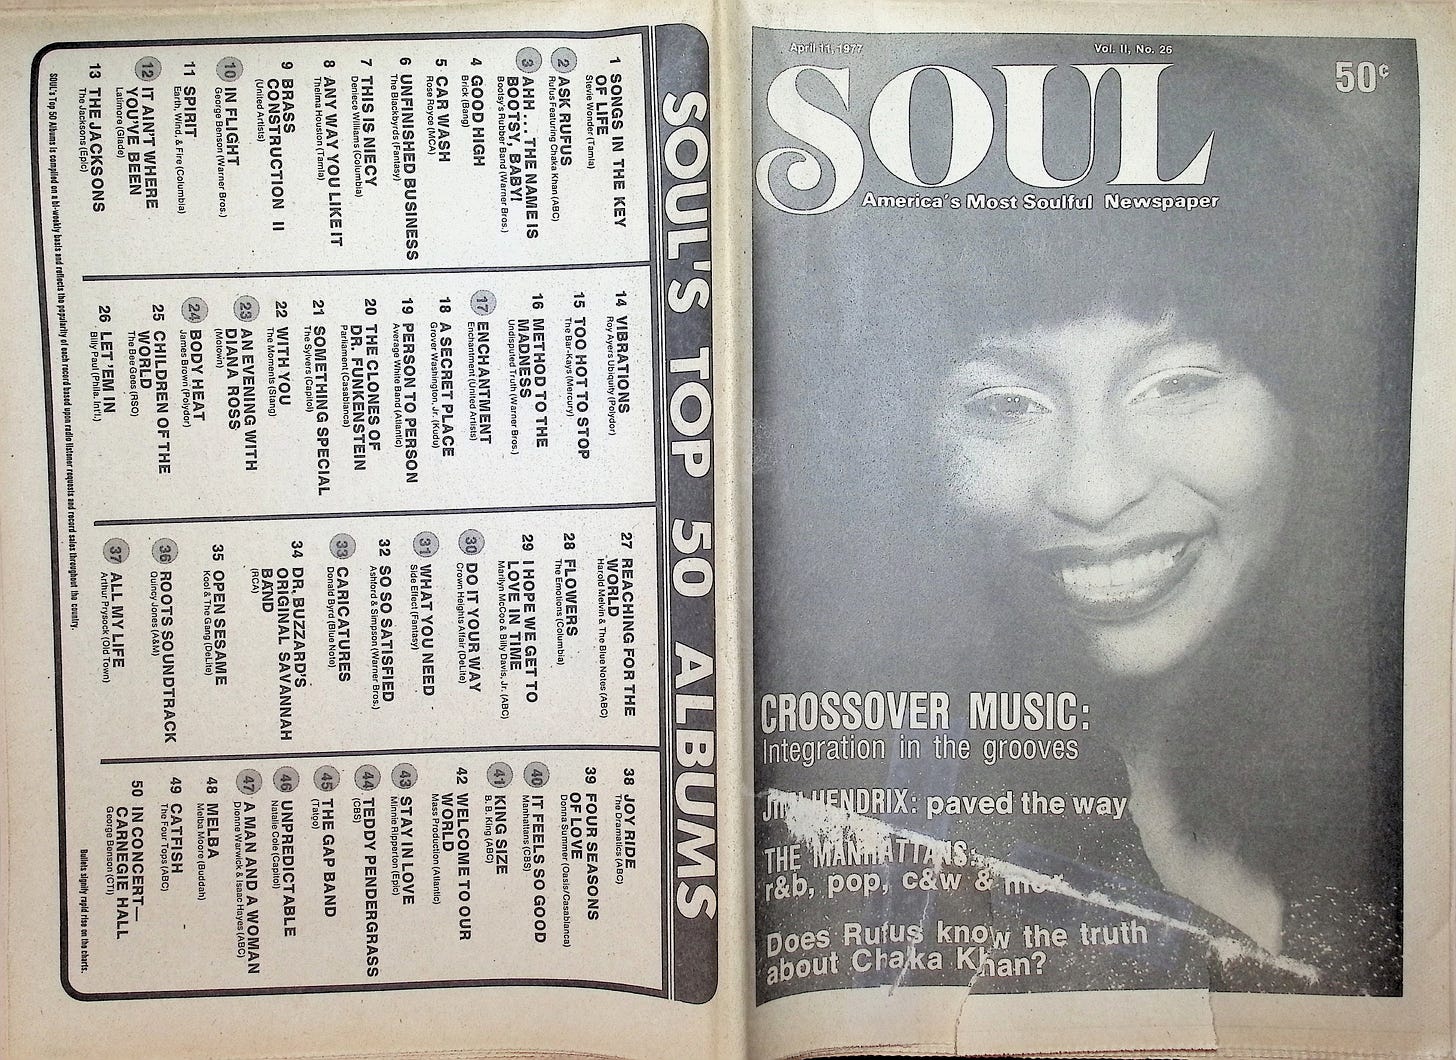 April 11, 1977
Vol. II, No. 26
50¢
SOUL
America's Most Soulful Newspaper
CROSSOVER MUSIC:
Integration in the grooves
HENDRIX: paved the way
THE MANHATTANS:
r&b, pop, c&w &
Does Rufus know the truth
about Chaka Khan?
SOUL'S TOP 50 ALBUMS
1 SONGS IN THE KEY
OF LIFE
Stevie Wonder (Tamla)
2 ASK RUFUS
Rufus Featuring Chaka Khan (ABC)
3 AHH...THE NAME IS
BOOTSY, BABY!
Bootsy's Rubber Band (Warner Bros.)
4 GOOD HIGH
Brick (Bang)
5 CAR WASH
Rose Royce (MCA)
6 UNFINISHED BUSINESS
The Blackbyrds (Fantasy)
7 THIS IS NIECY
Deniece Williams (Columbia)
8 ANY WAY YOU LIKE IT
Thelma Houston (Tamla)
9 BRASS
CONSTRUCTION II
(United Artists)
10 IN FLIGHT
George Benson (Warner Bros.)
11 SPIRIT
Earth, Wind, & Fire (Columbia)
12 IT AIN'T WHERE
YOU'VE BEEN
Latimore (Glade)
13 THE JACKSONS
The Jacksons (Epic)
14 VIBRATIONS
Roy Ayers Ubiquity (Polydor)
15 TOO HOT TO STOP
The Bar-Kays (Mercury)
16 METHOD TO THE
MADNESS
Undisputed Truth (Warner Bros.)
17 ENCHANTMENT
Enchantment (United Artists)
18 A SECRET PLACE
Grover Washington, Jr. (Kudu)
19 PERSON TO PERSON
Average White Band (Atlantic)
20 THE CLONES OF
DR. FUNKENSTEIN
Parliament (Casablanca)
21 SOMETHING SPECIAL
The Sylvers (Capitol)
22 WITH YOU
The Moments (Stang)
23 AN EVENING WITH
DIANA ROSS
(Motown)
24 BODY HEAT
James Brown (Polydor)
25 CHILDREN OF THE
WORLD
The Bee Gees (RSO)
26 LET 'EM IN
Billy Paul (Phila. Int'l.)
27 REACHING FOR THE
WORLD
Harold Melvin & The Blue Notes (ABC)
28 FLOWERS
The Emotions (Columbia)
29 I HOPE WE GET TO
LOVE IN TIME
Marilyn McCoo & Billy Davis, Jr. (ABC)
30 DO IT YOUR WAY
Crown Heights Affair (DeLite)
31 WHAT YOU NEED
Side Effect (Fantasy)
32 SO SO SATISFIED
Ashford & Simpson (Warner Bros.)
33 CARICATURES
Donald Byrd (Blue Note)
34 DR. BUZZARD'S
ORIGINAL SAVANNAH
BAND
(RCA)
35 OPEN SESAME
Kool & The Gang (DeLite)
36 ROOTS SOUNDTRACK
Quincy Jones (A&M)
37 ALL MY LIFE
Arthur Prysock (Old Town)
38 JOY RIDE
The Dramatics (ABC)
39 FOUR SEASONS
OF LOVE
Donna Summer (Oasis/Casablanca)
40 IT FEELS SO GOOD
Manhattans (CBS)
41 KING SIZE
B. B. King (ABC)
42 WELCOME TO OUR
WORLD
Mass Production (Atlantic)
43 STAY IN LOVE
Minnie Ripperton (Epic)
44 TEDDY PENDERGRASS
(CBS)
45 THE GAP BAND
(Tatgo)
46 UNPREDICTABLE
Natalie Cole (Capitol)
47 A MAN AND A WOMAN
Dionne Warwick & Isaac Hayes (ABC)
48 MELBA
Melba Moore (Buddah)
49 CATFISH
The Four Tops (ABC)
50 IN CONCERT—
CARNEGIE HALL
George Benson (CTI)
SOUL's Top 50 Albums is compiled on a bi-weekly basis and reflects the popularity of each record based upon radio listener requests and record sales throughout the country.
Bullets signify rapid rise on the charts.